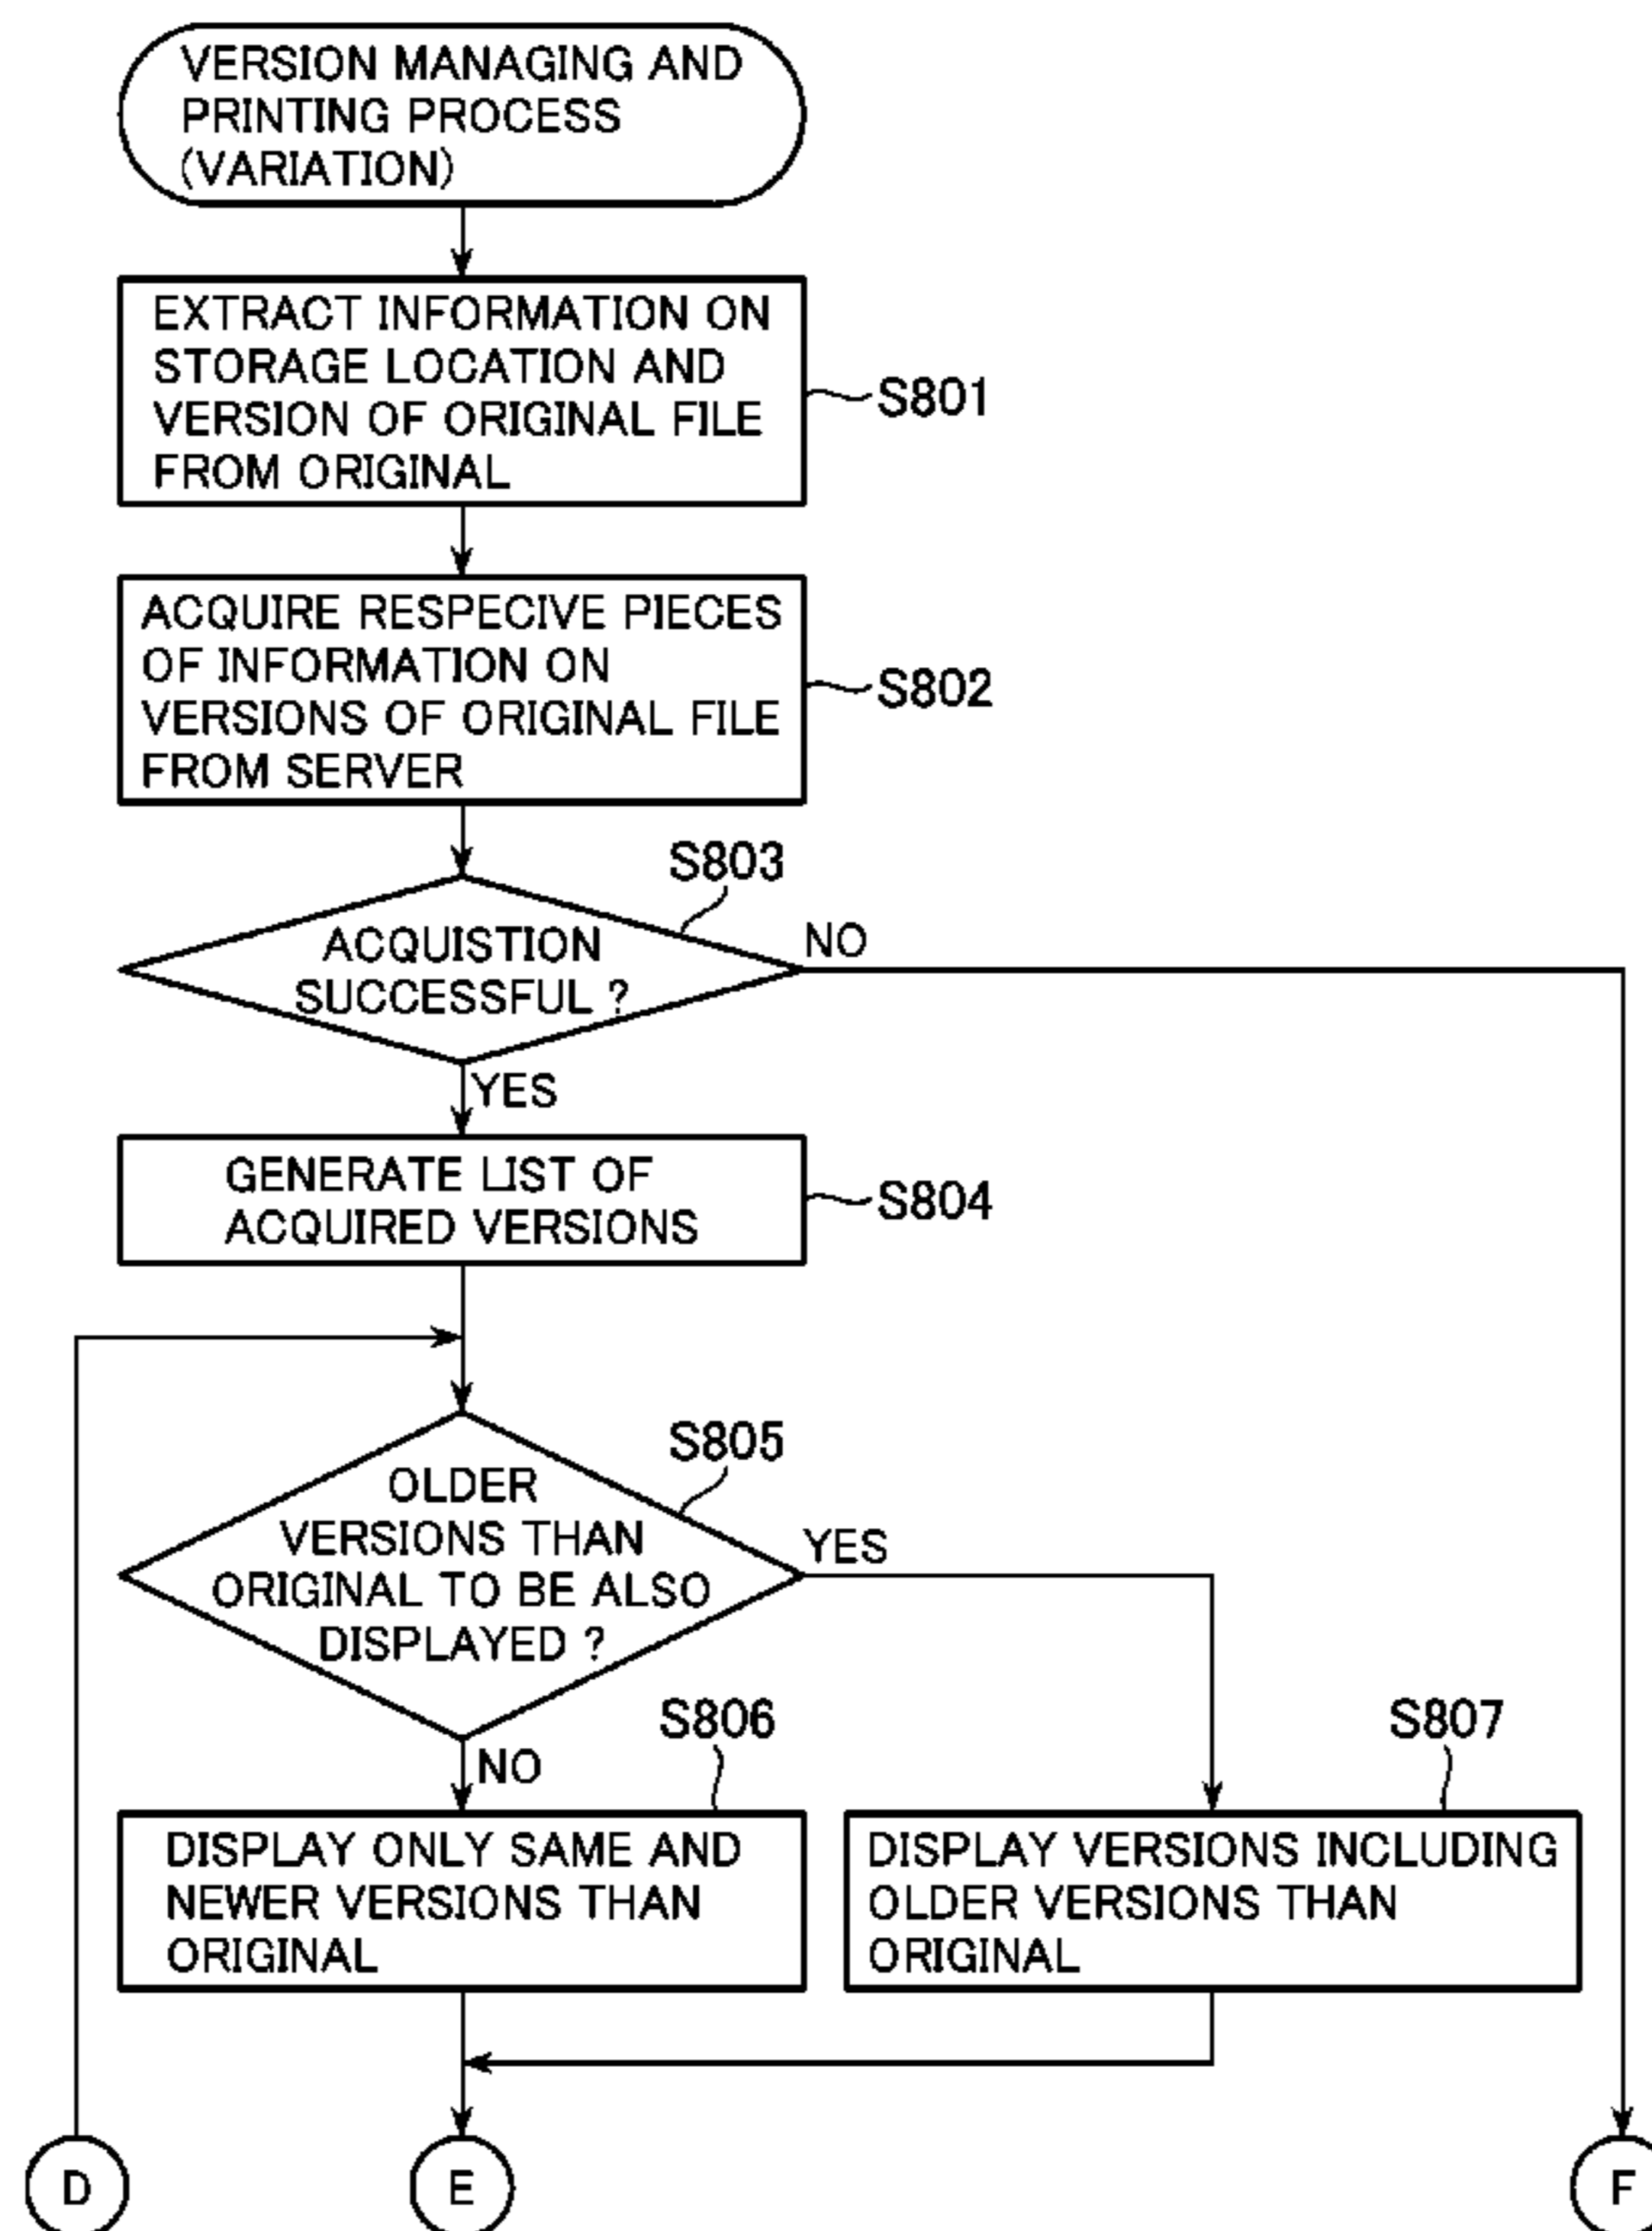 VERSION MANAGING AND
PRINTING PROCESS
(VARIATION)
EXTRACT INFORMATION ON
STORAGE LOCATION AND
VERSION OF ORIGINAL FILE
FROM ORIGINAL
S801
ACQUIRE RESPECIVE PIECES
OF INFORMATION ON
VERSIONS OF ORIGINAL FILE
FROM SERVER
S802
S803
ACQUISTION
SUCCESSFUL ?
NO
YES
GENERATE LIST OF
ACQUIRED VERSIONS
S804
S805
OLDER
VERSIONS THAN
ORIGINAL TO BE ALSO
DISPLAYED ?
YES
NO
S806
DISPLAY ONLY SAME AND
NEWER VERSIONS THAN
ORIGINAL
S807
DISPLAY VERSIONS INCLUDING
OLDER VERSIONS THAN
ORIGINAL
D
E
F